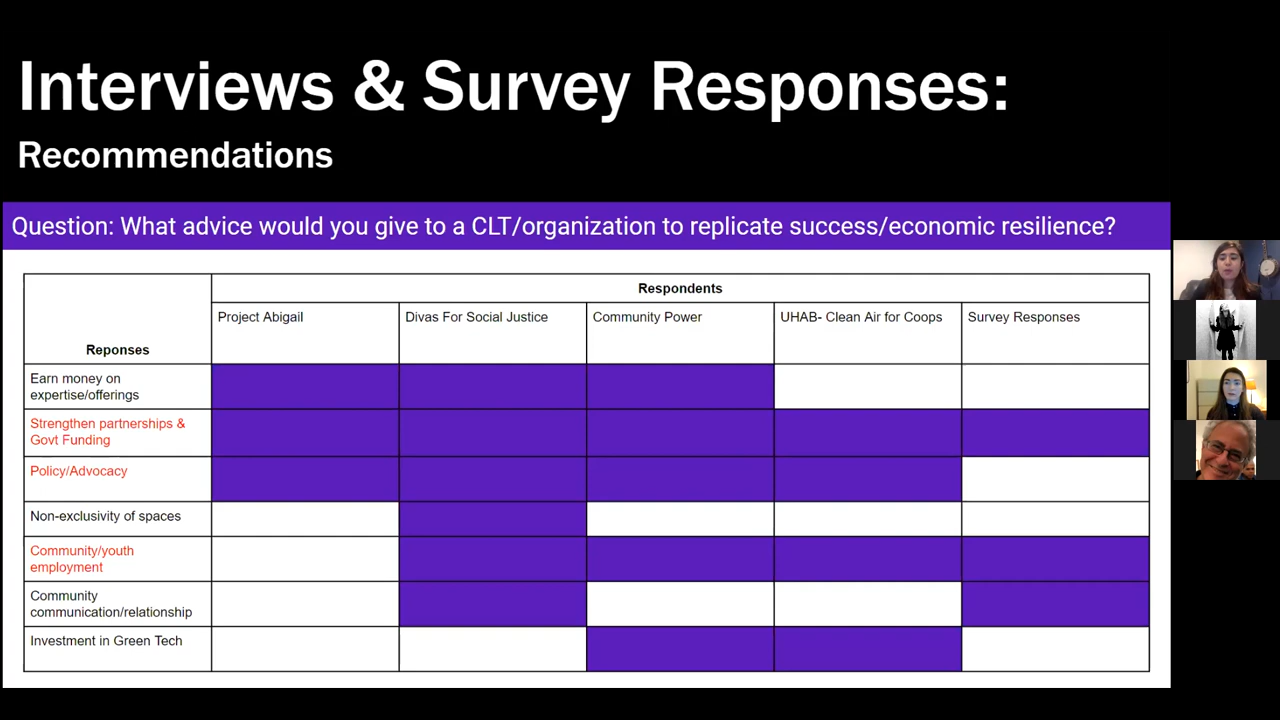 Interviews & Survey Responses:
Recommendations
Question: What advice would you give to a CLT/organization to replicate success/economic resilience?
Respondents
Reponses
Project Abigail
Divas For Social Justice
Community Power
UHAB- Clean Air for Coops
Survey Responses
Earn money on
expertise/offerings
Strengthen partnerships &
Govt Funding
Policy/Advocacy
Non-exclusivity of spaces
Community/youth
employment
Community
communication/relationship
Investment in Green Tech